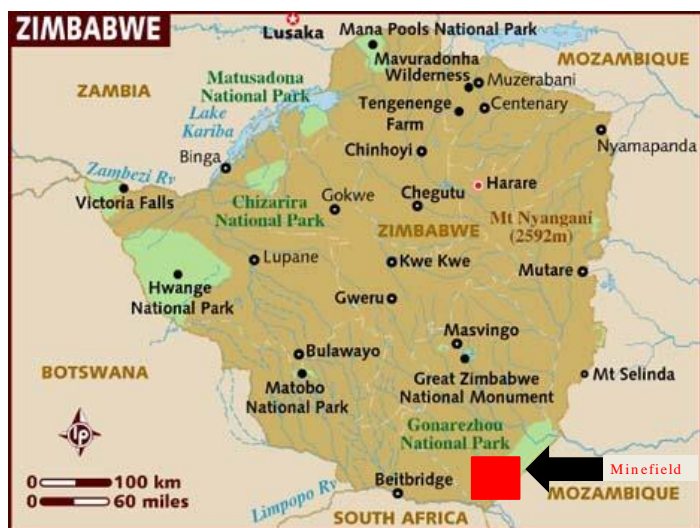 ZIMBABWE
Lusaka
Mana Pools National Park
MOZAMBIQUE
Mavuradonha
Wilderness
Muzerabani
ZAMBIA
Matusadona
National Park
Tengenenge
Farm
Centenary
Lake
Kariba
Nyamapanda
Binga
Chinhoyi
Zambezi Rv
Harare
Victoria Falls
Chizarira
National Park
Gokwe
Chegutu
Mt Nyangani
(2592m)
ZIMBABWE
Lupane
Kwe Kwe
Mutare
Hwange
National Park
Gweru
Masvingo
Bulawayo
BOTSWANA
Matobo
National Park
Great Zimbabwe
National Monument
Mt Selinda
Gonarezhou
National Park
LP
Minefield
0 100 km
0 60 miles
Beitbridge
MOZAMBIQUE
Limpopo Rv
SOUTH AFRICA